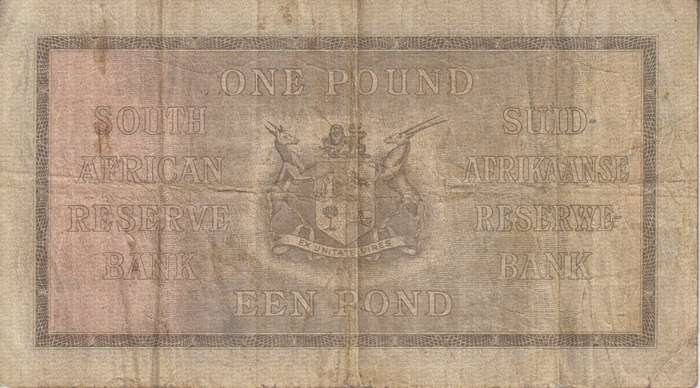 ONE POUND
SOUTH
AFRICAN
RESERVE
BANK
SUID-
AFRIKAANSE
RESERWE-
BANK
EX UNITATE VIRES
EEN POND